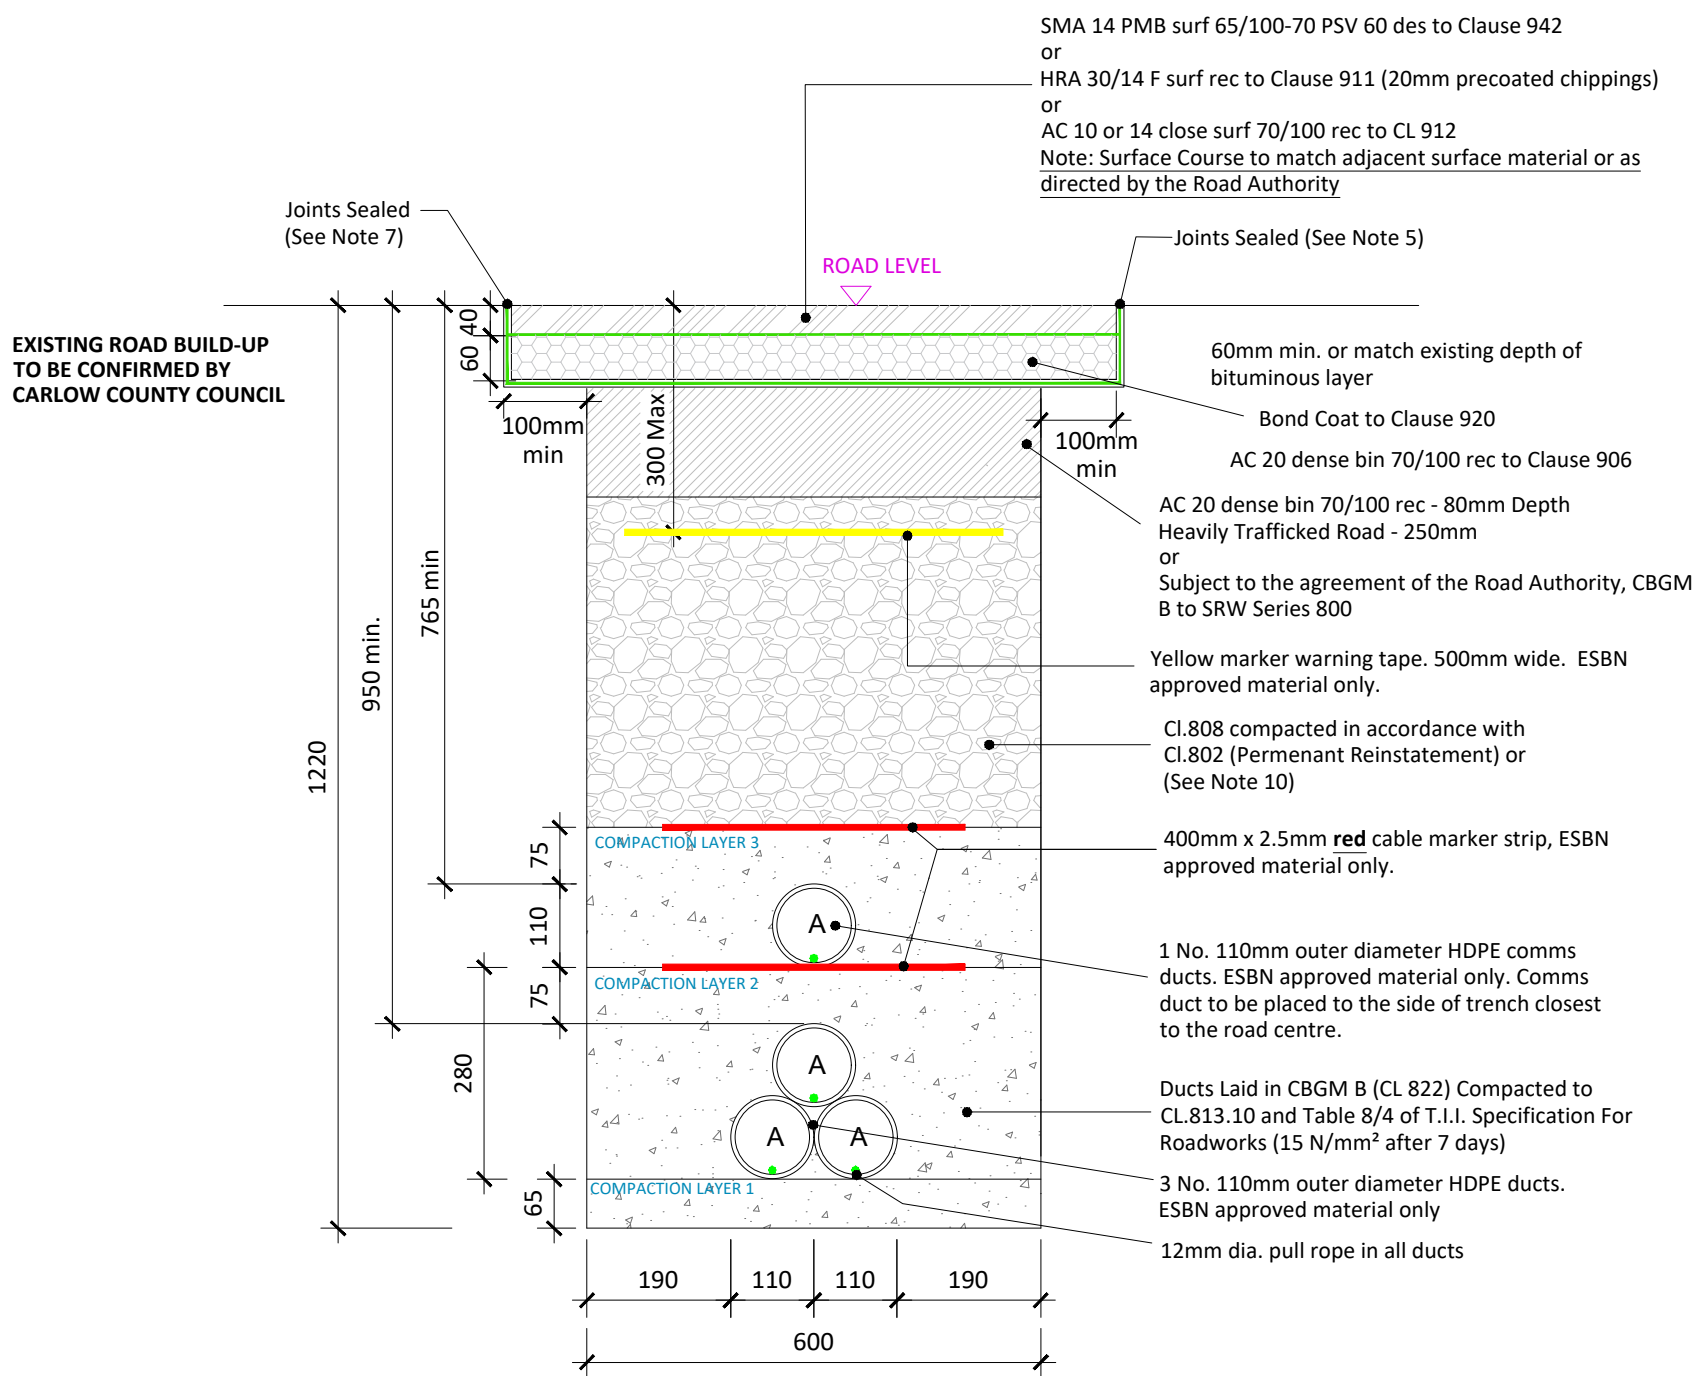 SMA 14 PMB surf 65/100-70 PSV 60 des to Clause 942
or
HRA 30/14 F surf rec to Clause 911 (20mm precoated chippings)
or
AC 10 or 14 close surf 70/100 rec to CL 912
Note: Surface Course to match adjacent surface material or as
directed by the Road Authority
Joints Sealed
(See Note 7)
Joints Sealed (See Note 5)
ROAD LEVEL
EXISTING ROAD BUILD-UP
TO BE CONFIRMED BY
CARLOW COUNTY COUNCIL
40
60
60mm min. or match existing depth of
bituminous layer
Bond Coat to Clause 920
AC 20 dense bin 70/100 rec to Clause 906
100mm
min
300 Max
100mm
min
AC 20 dense bin 70/100 rec - 80mm Depth
Heavily Trafficked Road - 250mm
or
Subject to the agreement of the Road Authority, CBGM
B to SRW Series 800
765 min
950 min.
1220
Yellow marker warning tape. 500mm wide. ESBN
approved material only.
Cl.808 compacted in accordance with
Cl.802 (Permenant Reinstatement) or
(See Note 10)
75
COMPACTION LAYER 3
400mm x 2.5mm red cable marker strip, ESBN
approved material only.
110
A
1 No. 110mm outer diameter HDPE comms
ducts. ESBN approved material only. Comms
duct to be placed to the side of trench closest
to the road centre.
75
COMPACTION LAYER 2
280
A
A
A
Ducts Laid in CBGM B (CL 822) Compacted to
CL.813.10 and Table 8/4 of T.I.I. Specification For
Roadworks (15 N/mm² after 7 days)
65
COMPACTION LAYER 1
3 No. 110mm outer diameter HDPE ducts.
ESBN approved material only
12mm dia. pull rope in all ducts
190
110
110
190
600